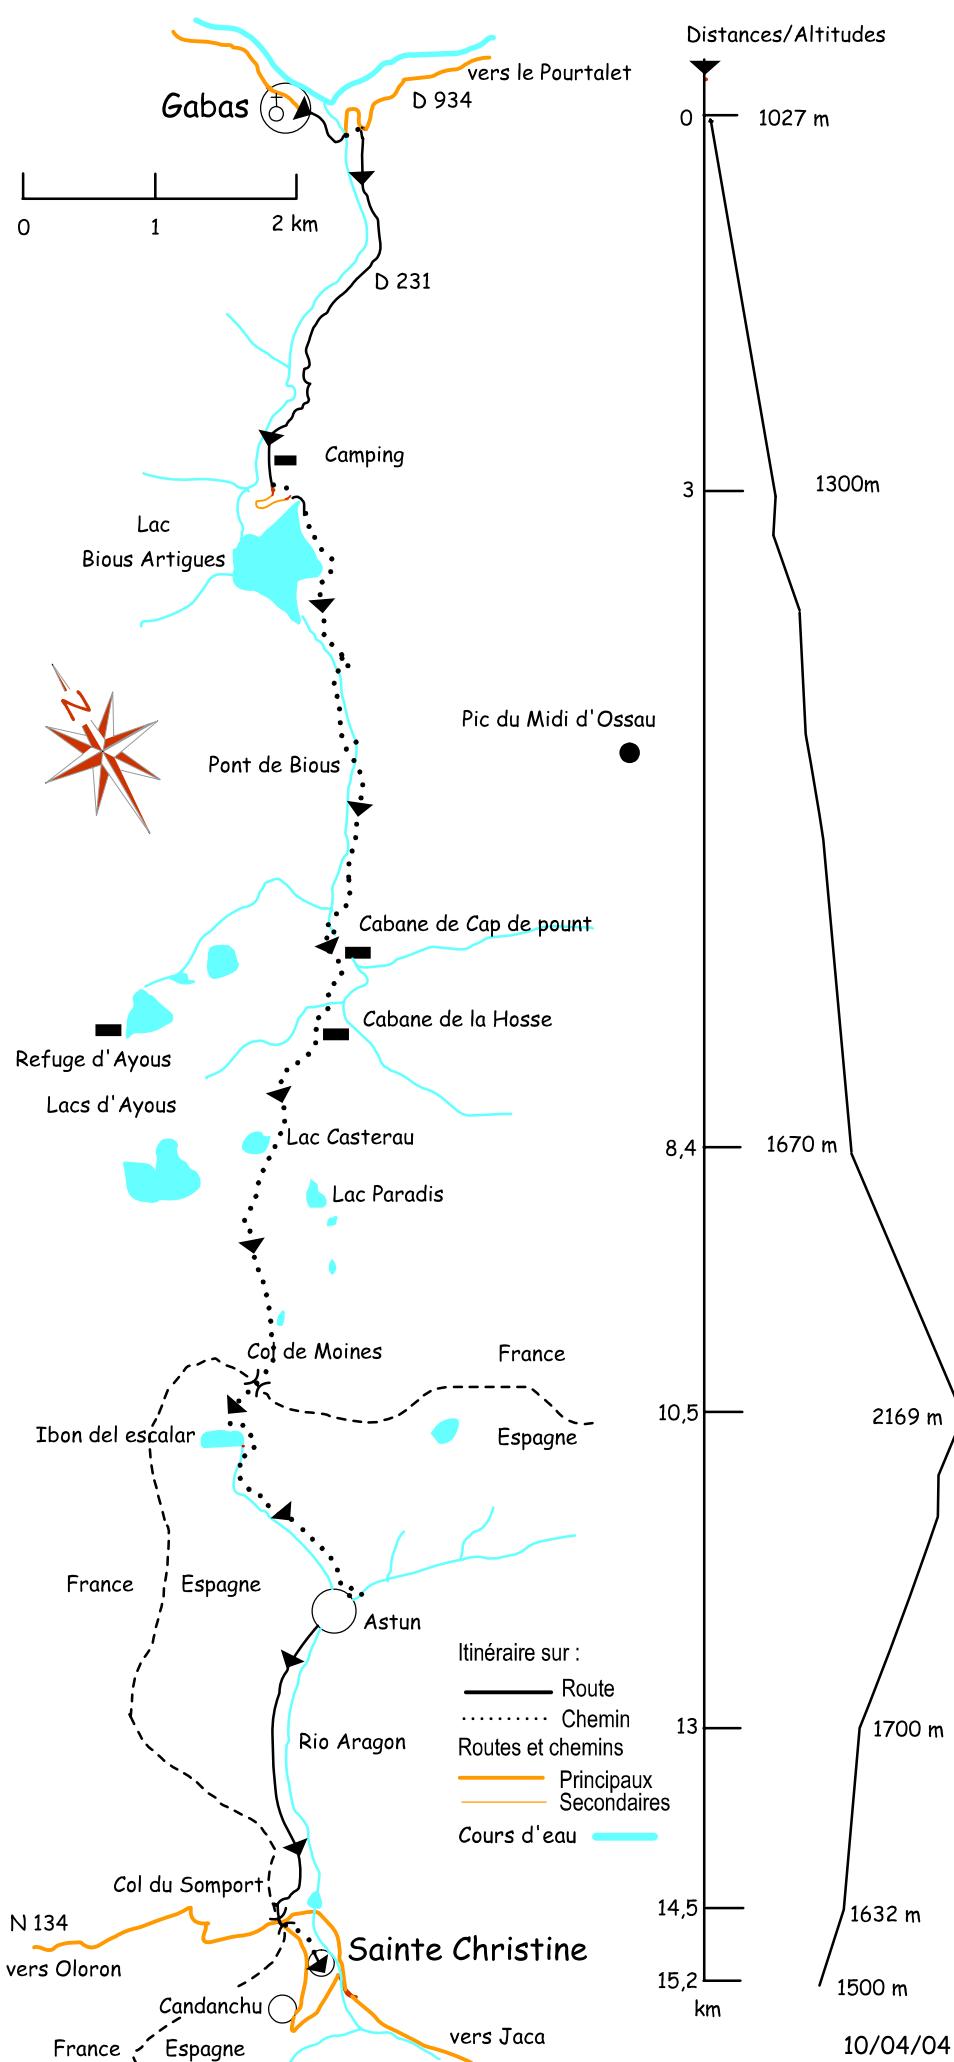 Distances/Altitudes
vers le Pourtalet
D 934
Gabas
0
1027 m
0
1
2 km
D 231
Camping
3
1300m
Lac
Bious Artigues
N
Pic du Midi d'Ossau
Pont de Bious
Cabane de Cap de pount
Cabane de la Hosse
Refuge d'Ayous
Lacs d'Ayous
Lac Casterau
8,4
1670 m
Lac Paradis
Col de Moines
France
10,5
2169 m
Ibon del escalar
Espagne
France
Espagne
Astun
Itinéraire sur :
Route
Chemin
Rio Aragon
13
1700 m
Routes et chemins
Principaux
Secondaires
Cours d'eau
Col du Somport
14,5
1632 m
N 134
Sainte Christine
vers Oloron
15,2
1500 m
km
Candanchu
vers Jaca
France
Espagne
10/04/04